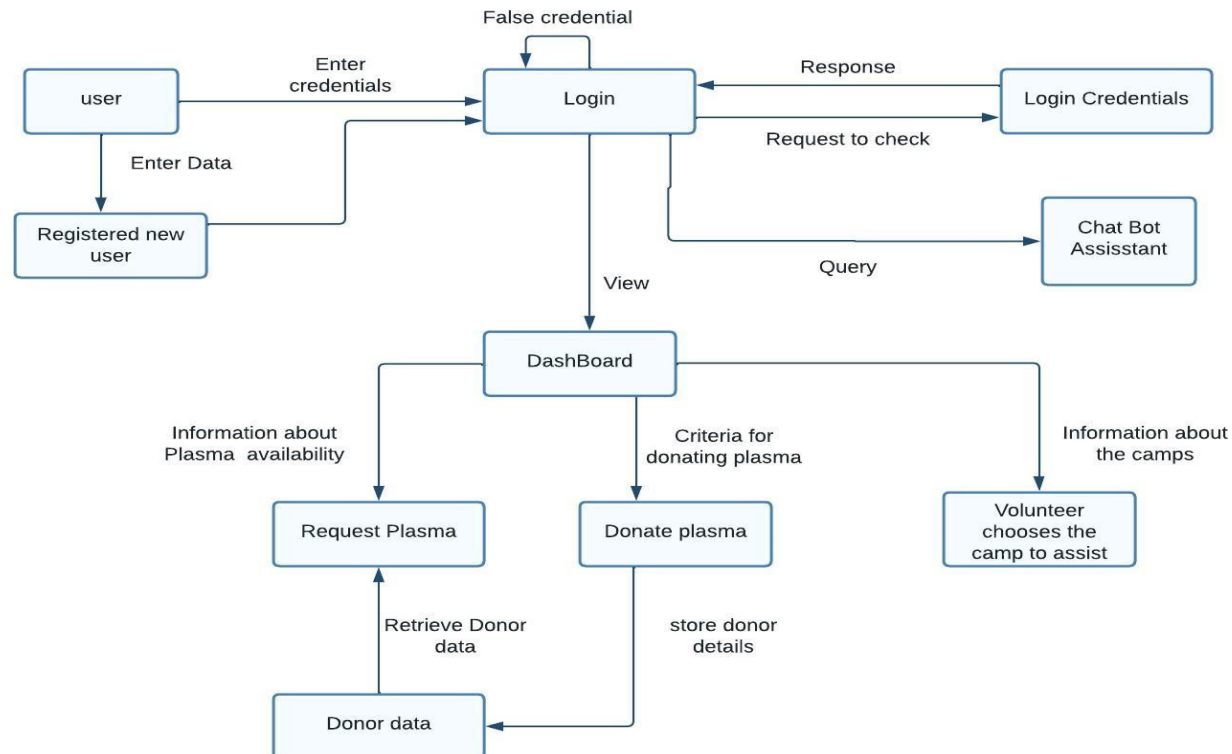 False credential
Enter
credentials
Response
user
Login
Login Credentials
Request to check
Enter Data
Registered new
user
Chat Bot
Assisstant
Query
View
DashBoard
Information about
Plasma availability
Criteria for
donating plasma
Information about
the camps
Request Plasma
Donate plasma
Volunteer
chooses the
camp to assist
Retrieve Donor
data
store donor
details
Donor data